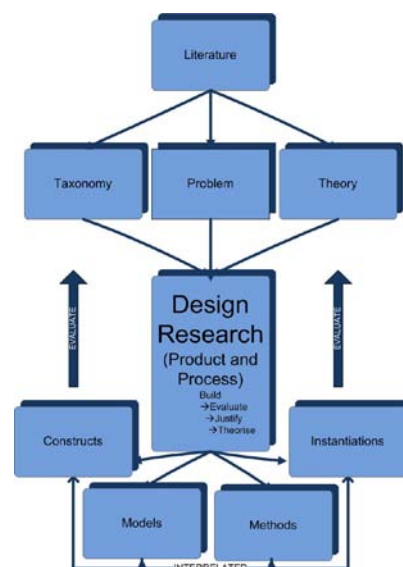 Literature
Taxonomy
Problem
Theory
Design
Research
(Product and
Process)
Build
→Evaluate
→Justify
→Theorise
EVALUATE
EVALUATE
Constructs
Instantiations
Models
Methods
INTERRELATED